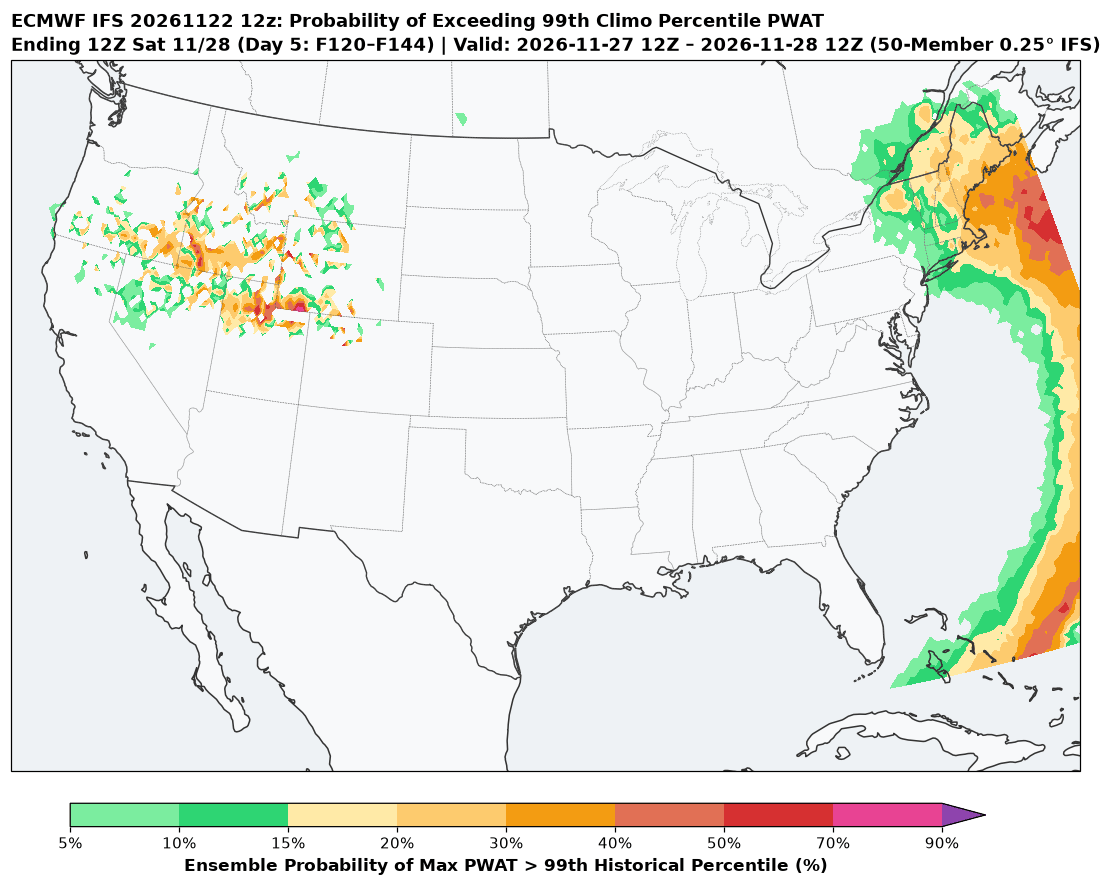 ECMWF IFS 20261122 12z: Probability of Exceeding 99th Climo Percentile PWAT
Ending 12Z Sat 11/28 (Day 5: F120–F144) | Valid: 2026-11-27 12Z – 2026-11-28 12Z (50-Member 0.25° IFS)
5% 10% 15% 20% 30% 40% 50% 70% 90%
Ensemble Probability of Max PWAT > 99th Historical Percentile (%)